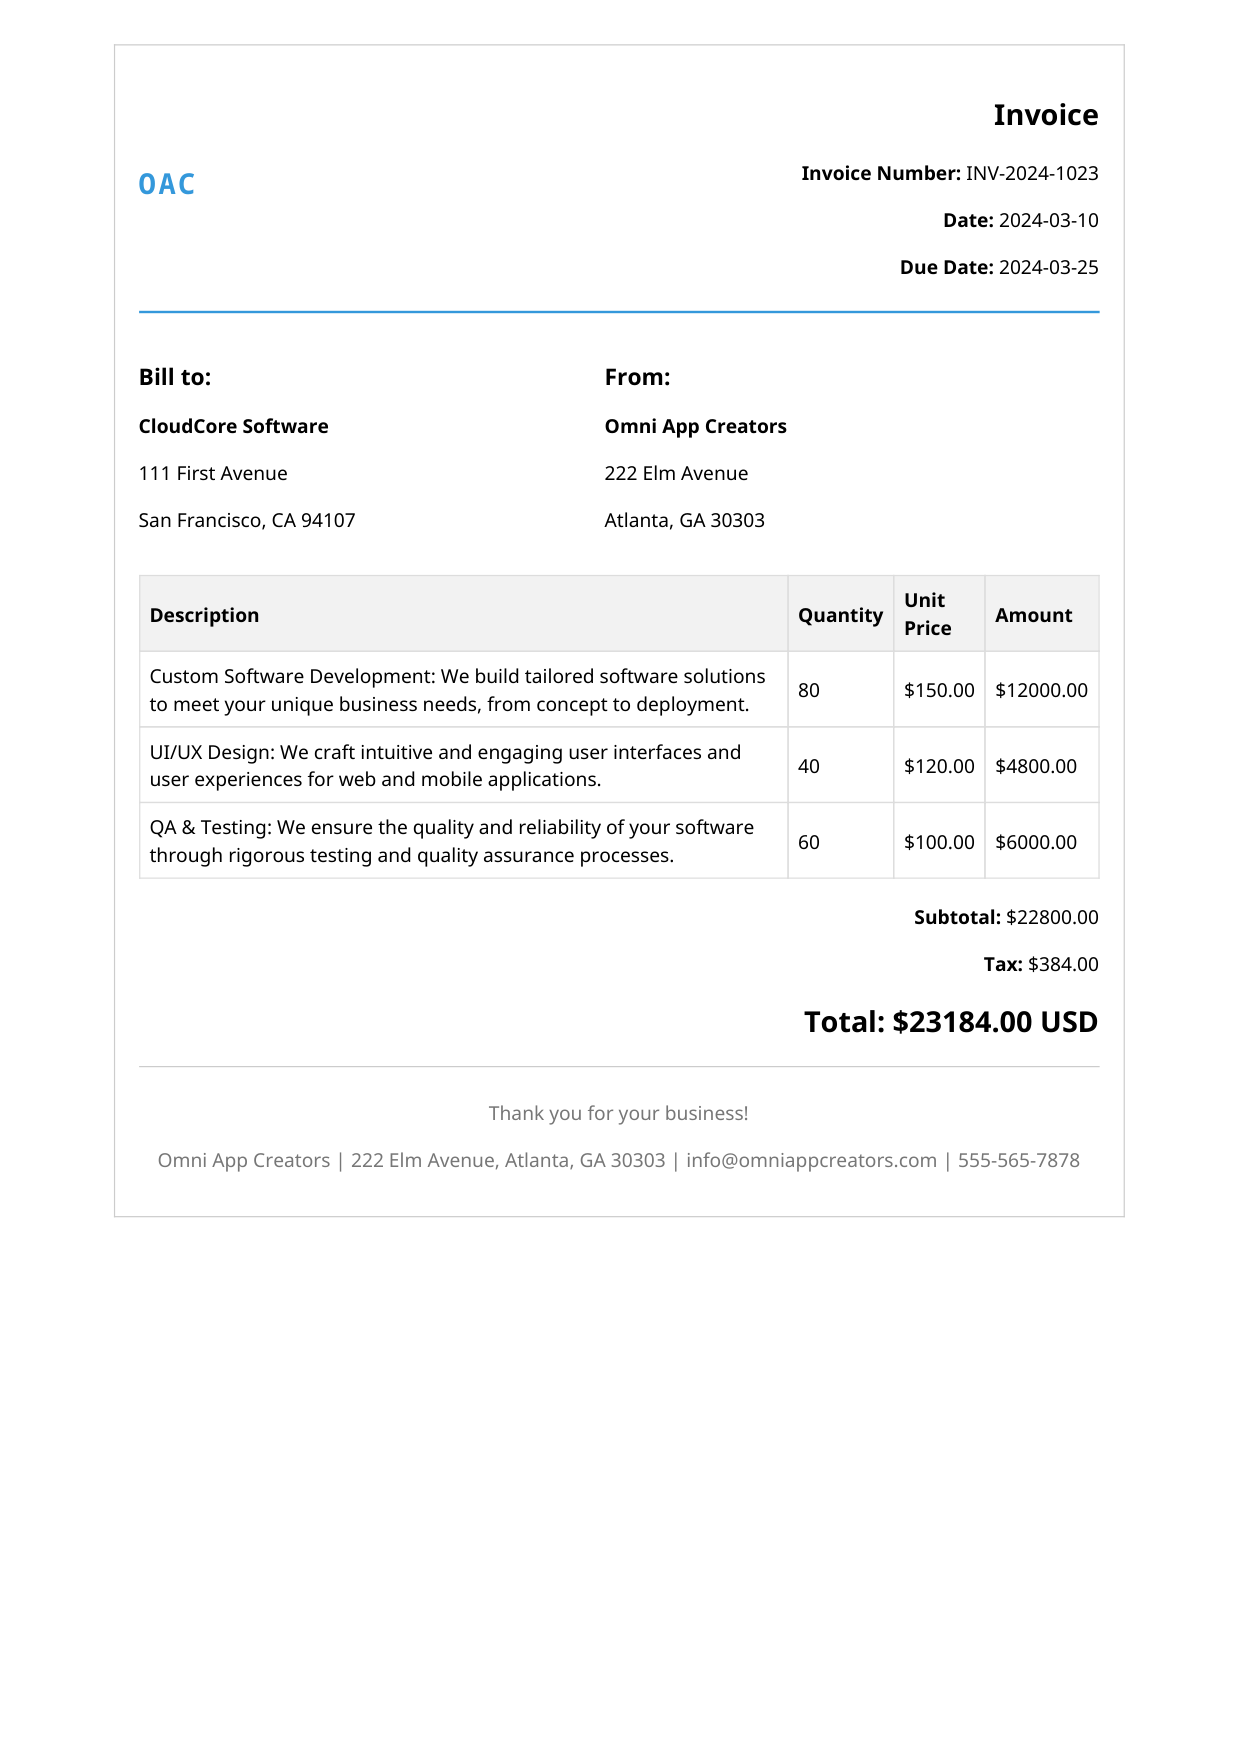 Invoice
OAC
Invoice Number: INV-2024-1023
Date: 2024-03-10
Due Date: 2024-03-25
Bill to:
CloudCore Software
111 First Avenue
San Francisco, CA 94107
From:
Omni App Creators
222 Elm Avenue
Atlanta, GA 30303
Description Quantity Unit Price Amount
Custom Software Development: We build tailored software solutions
to meet your unique business needs, from concept to deployment.
80 $150.00 $12000.00
UI/UX Design: We craft intuitive and engaging user interfaces and
user experiences for web and mobile applications.
40 $120.00 $4800.00
QA & Testing: We ensure the quality and reliability of your software
through rigorous testing and quality assurance processes.
60 $100.00 $6000.00
Subtotal: $22800.00
Tax: $384.00
Total: $23184.00 USD
Thank you for your business!
Omni App Creators | 222 Elm Avenue, Atlanta, GA 30303 | info@omniappcreators.com | 555-565-7878